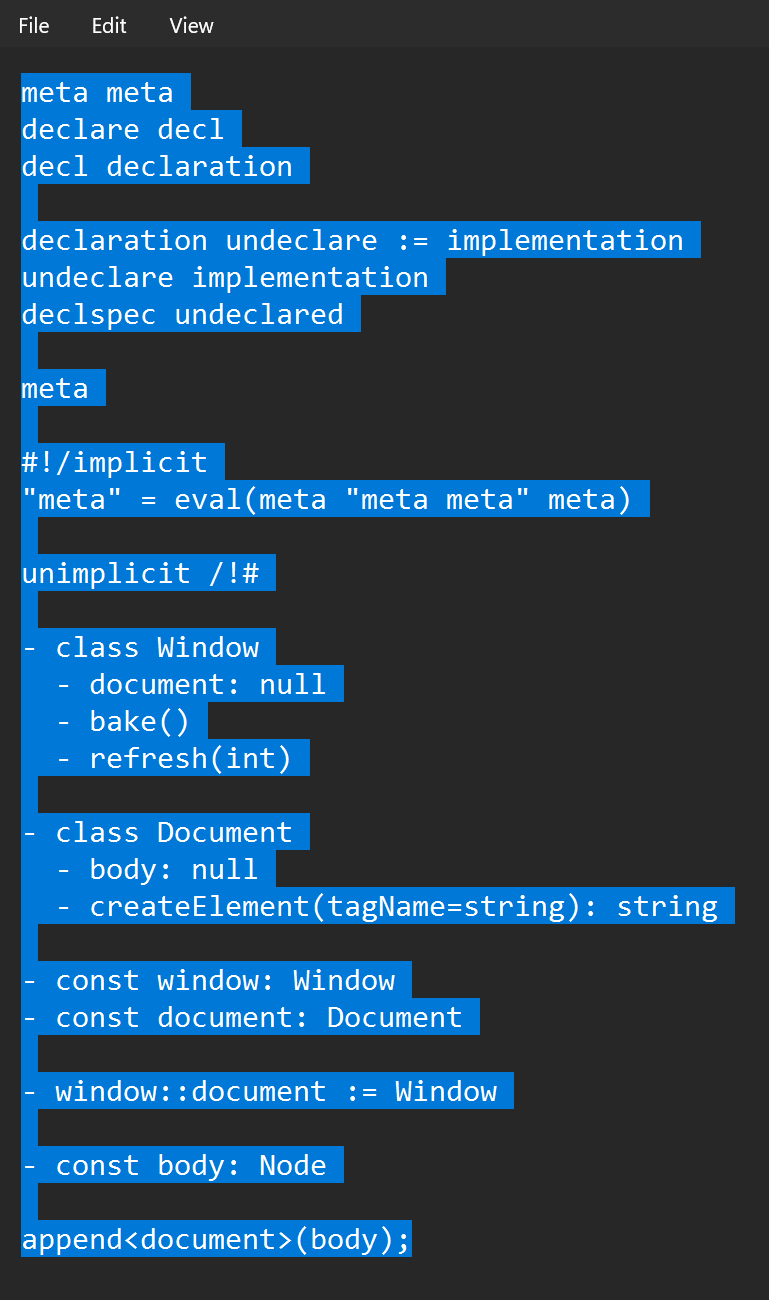 File Edit View
meta meta
declare decl
decl declaration

declaration undeclare := implementation
undeclare implementation
declspec undeclared

meta

#!/implicit
"meta" = eval(meta "meta meta" meta)

unimplicit /!#

- class Window
  - document: null
  - bake()
  - refresh(int)

- class Document
  - body: null
  - createElement(tagName=string): string

- const window: Window
- const document: Document

- window::document := Window

- const body: Node

append<document>(body);